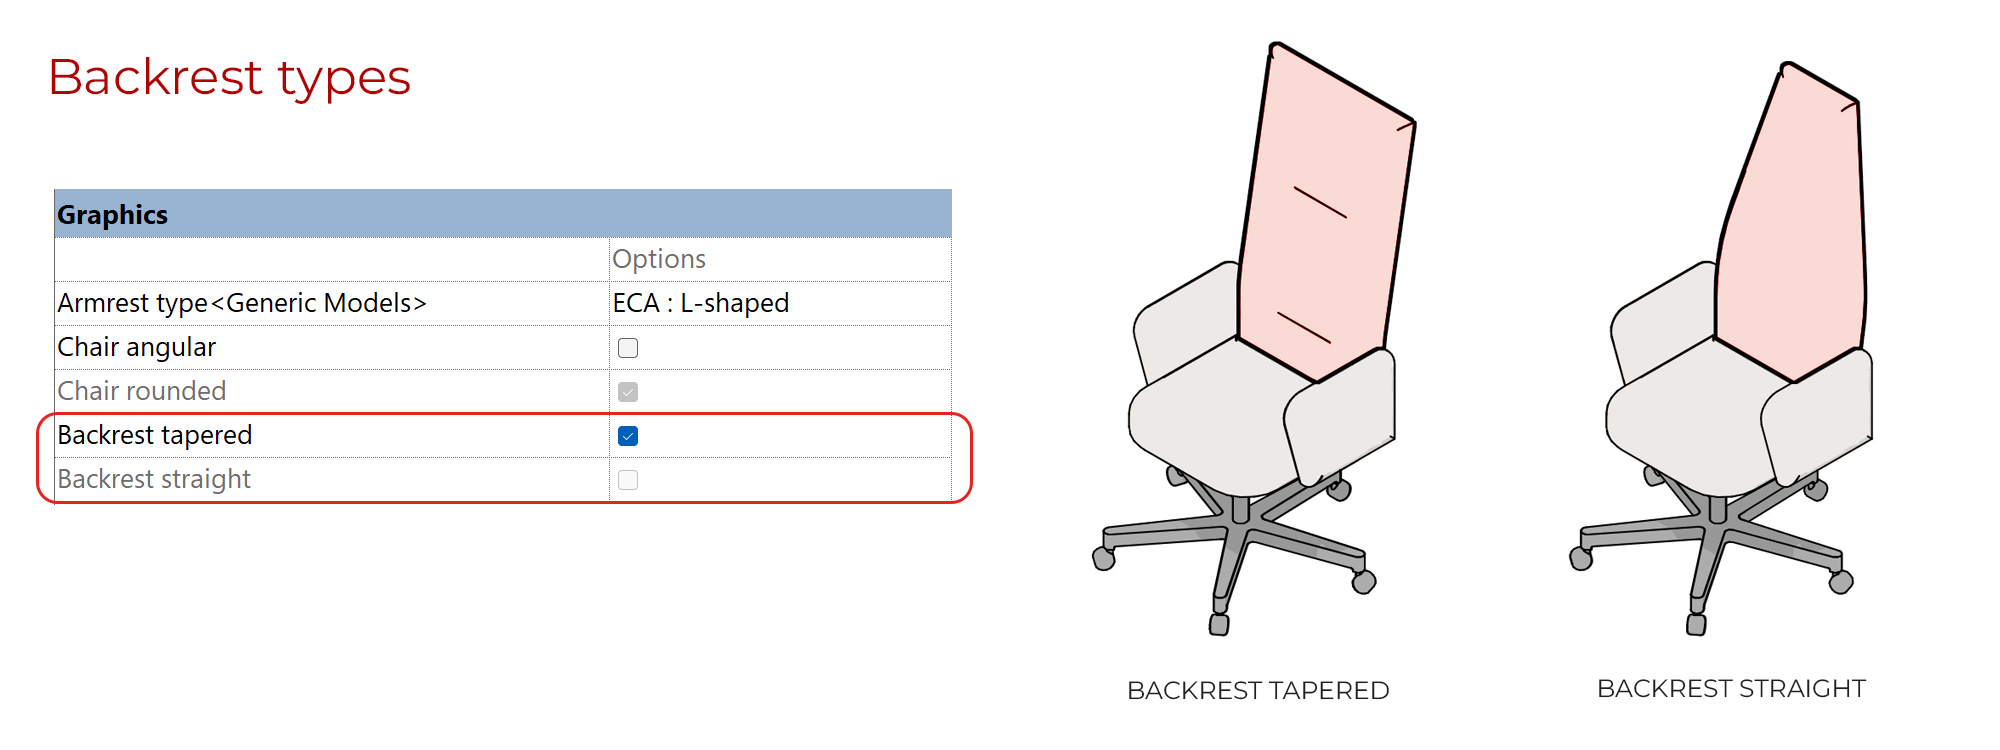 Backrest types
Graphics
Options
Armrest type<Generic Models> ECA : L-shaped
Chair angular
Chair rounded
Backrest tapered
Backrest straight
BACKREST TAPERED
BACKREST STRAIGHT